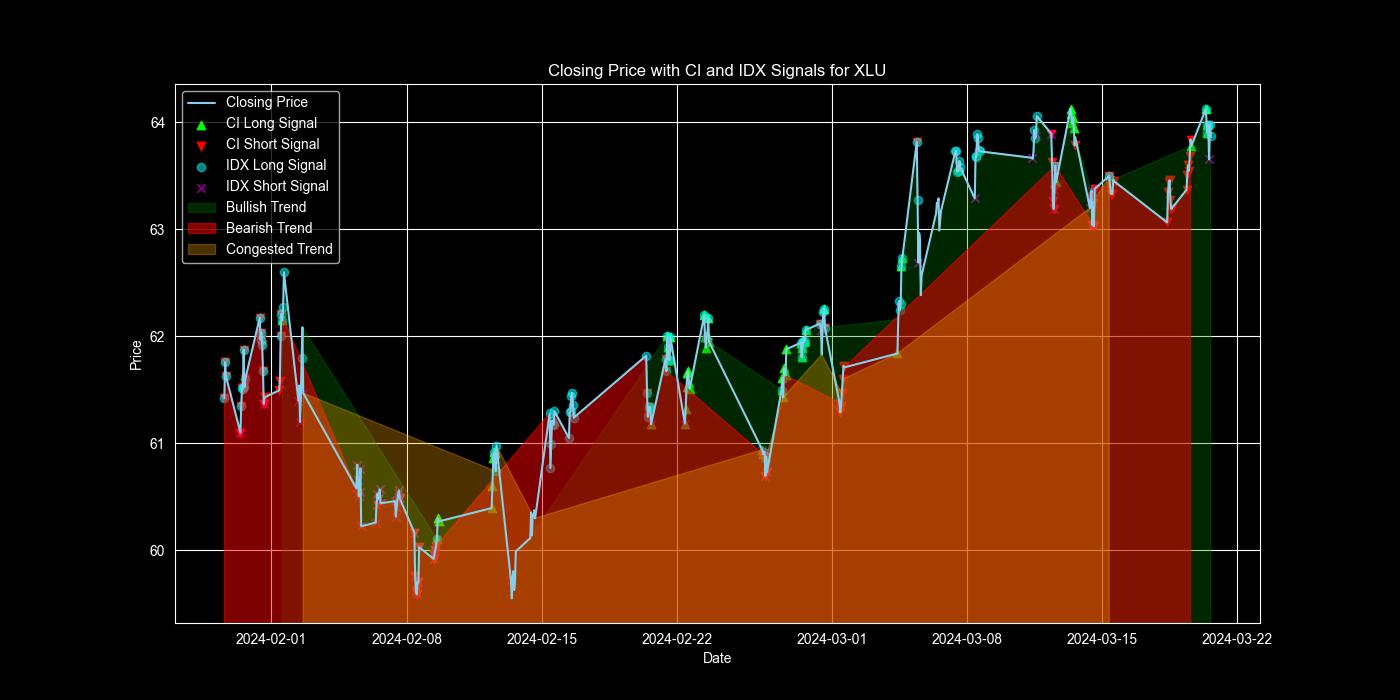 Closing Price with CI and IDX Signals for XLU
Closing Price
CI Long Signal
CI Short Signal
IDX Long Signal
IDX Short Signal
Bullish Trend
Bearish Trend
Congested Trend
Price
64
63
62
61
60
2024-02-01 2024-02-08 2024-02-15 2024-02-22 2024-03-01 2024-03-08 2024-03-15 2024-03-22
Date